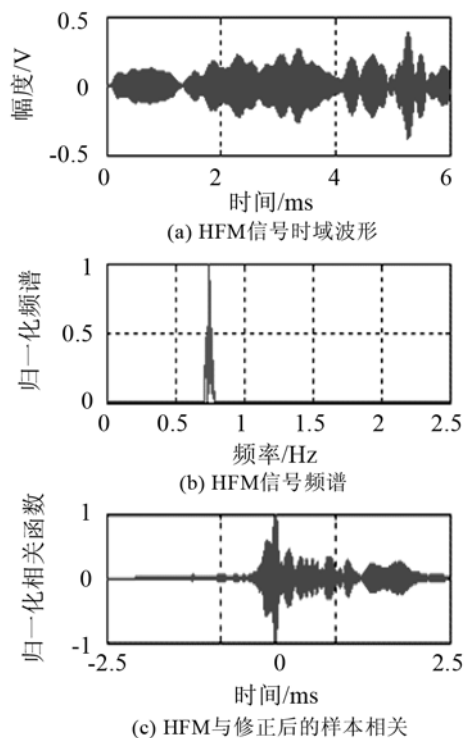 幅度/V
0.5
0
-0.5
0 2 4 6
时间/ms
(a) HFM信号时域波形
归一化频谱
1
0.5
0
0 0.5 1 1.5 2 2.5
频率/Hz
(b) HFM信号频谱
归一化相关函数
1
0
-1
-2.5 0 2.5
时间/ms
(c) HFM与修正后的样本相关